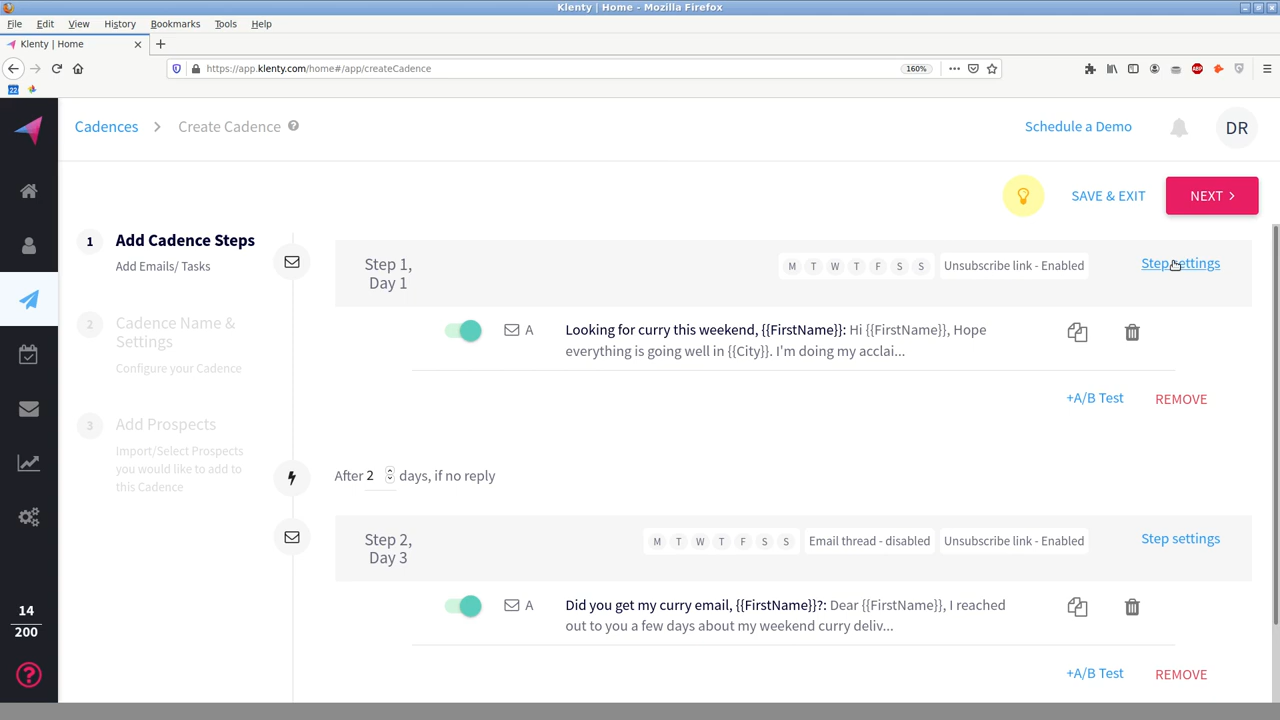 Klenty | Home - Mozilla Firefox
File Edit View History Bookmarks Tools Help
Klenty | Home
https://app.klenty.com/home#/app/createCadence 160%
22
ABP
Cadences > Create Cadence ?
Schedule a Demo DR
SAVE & EXIT NEXT >
1 Add Cadence Steps
Add Emails/ Tasks
2 Cadence Name &
Settings
Configure your Cadence
3 Add Prospects
Import/Select Prospects
you would like to add to
this Cadence
Step 1,
Day 1
M T W T F S S Unsubscribe link - Enabled Step settings
A Looking for curry this weekend, {{FirstName}}: Hi {{FirstName}}, Hope
everything is going well in {{City}}. I'm doing my acclai...
+A/B Test REMOVE
After 2 days, if no reply
Step 2,
Day 3
M T W T F S S Email thread - disabled Unsubscribe link - Enabled Step settings
A Did you get my curry email, {{FirstName}}?: Dear {{FirstName}}, I reached
out to you a few days about my weekend curry deliv...
+A/B Test REMOVE
14
200
?